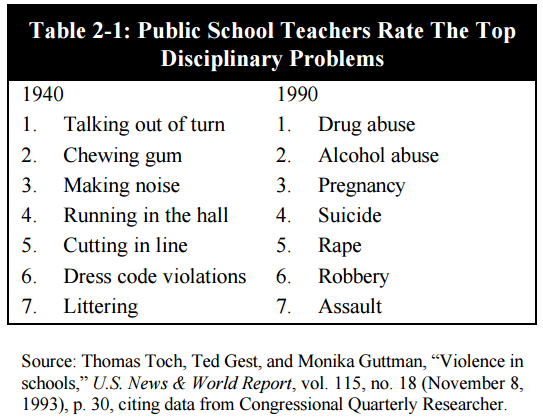 Table 2-1: Public School Teachers Rate The Top
Disciplinary Problems
1940 1990
1. Talking out of turn 1. Drug abuse
2. Chewing gum 2. Alcohol abuse
3. Making noise 3. Pregnancy
4. Running in the hall 4. Suicide
5. Cutting in line 5. Rape
6. Dress code violations 6. Robbery
7. Littering 7. Assault
Source: Thomas Toch, Ted Gest, and Monika Guttman, “Violence in
schools,” U.S. News & World Report, vol. 115, no. 18 (November 8,
1993), p. 30, citing data from Congressional Quarterly Researcher.